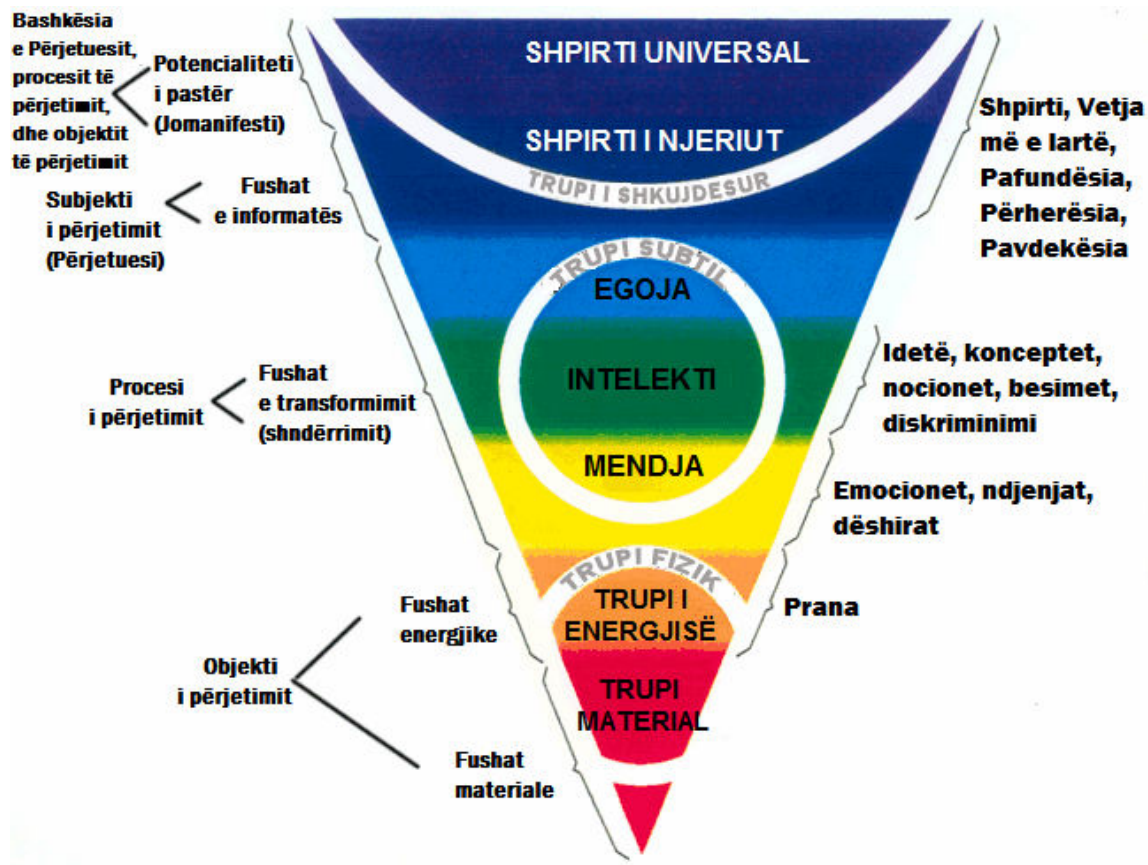 Bashkësia
e Përjetuesit,
procesit të
përjetimit,
dhe objektit
të përjetimit
Potencialiteti
i pastër
(Jomanifesti)
Subjekti
i përjetimit
(Përjetuesi)
Fushat
e informatës
Procesi
i përjetimit
Fushat
e transformimit
(shndërrimit)
Objekti
i përjetimit
Fushat
energjike
Fushat
materiale
SHPIRTI UNIVERSAL
SHPIRTI I NJERIUT
TRUPI I SHKUJDESUR
TRUPI SUBTIL
EGOJA
INTELEKTI
MENDJA
TRUPI FIZIK
TRUPI I
ENERGJISË
TRUPI
MATERIAL
Shpirti, Vetja
më e lartë,
Pafundësia,
Përherësia,
Pavdekësia
Idetë, konceptet,
nocionet, besimet,
diskriminimi
Emocionet, ndjenjat,
dëshirat
Prana